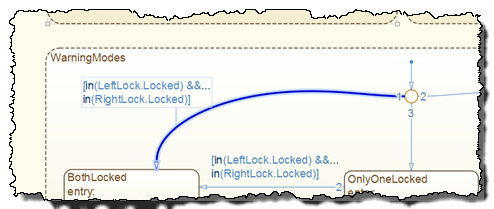 WarningModes
[in(LeftLock.Locked) &&...
in(RightLock.Locked)]
1
2
3
[in(LeftLock.Locked) &&...
in(RightLock.Locked)]
BothLocked
entry:
2
OnlyOneLocked
entry: